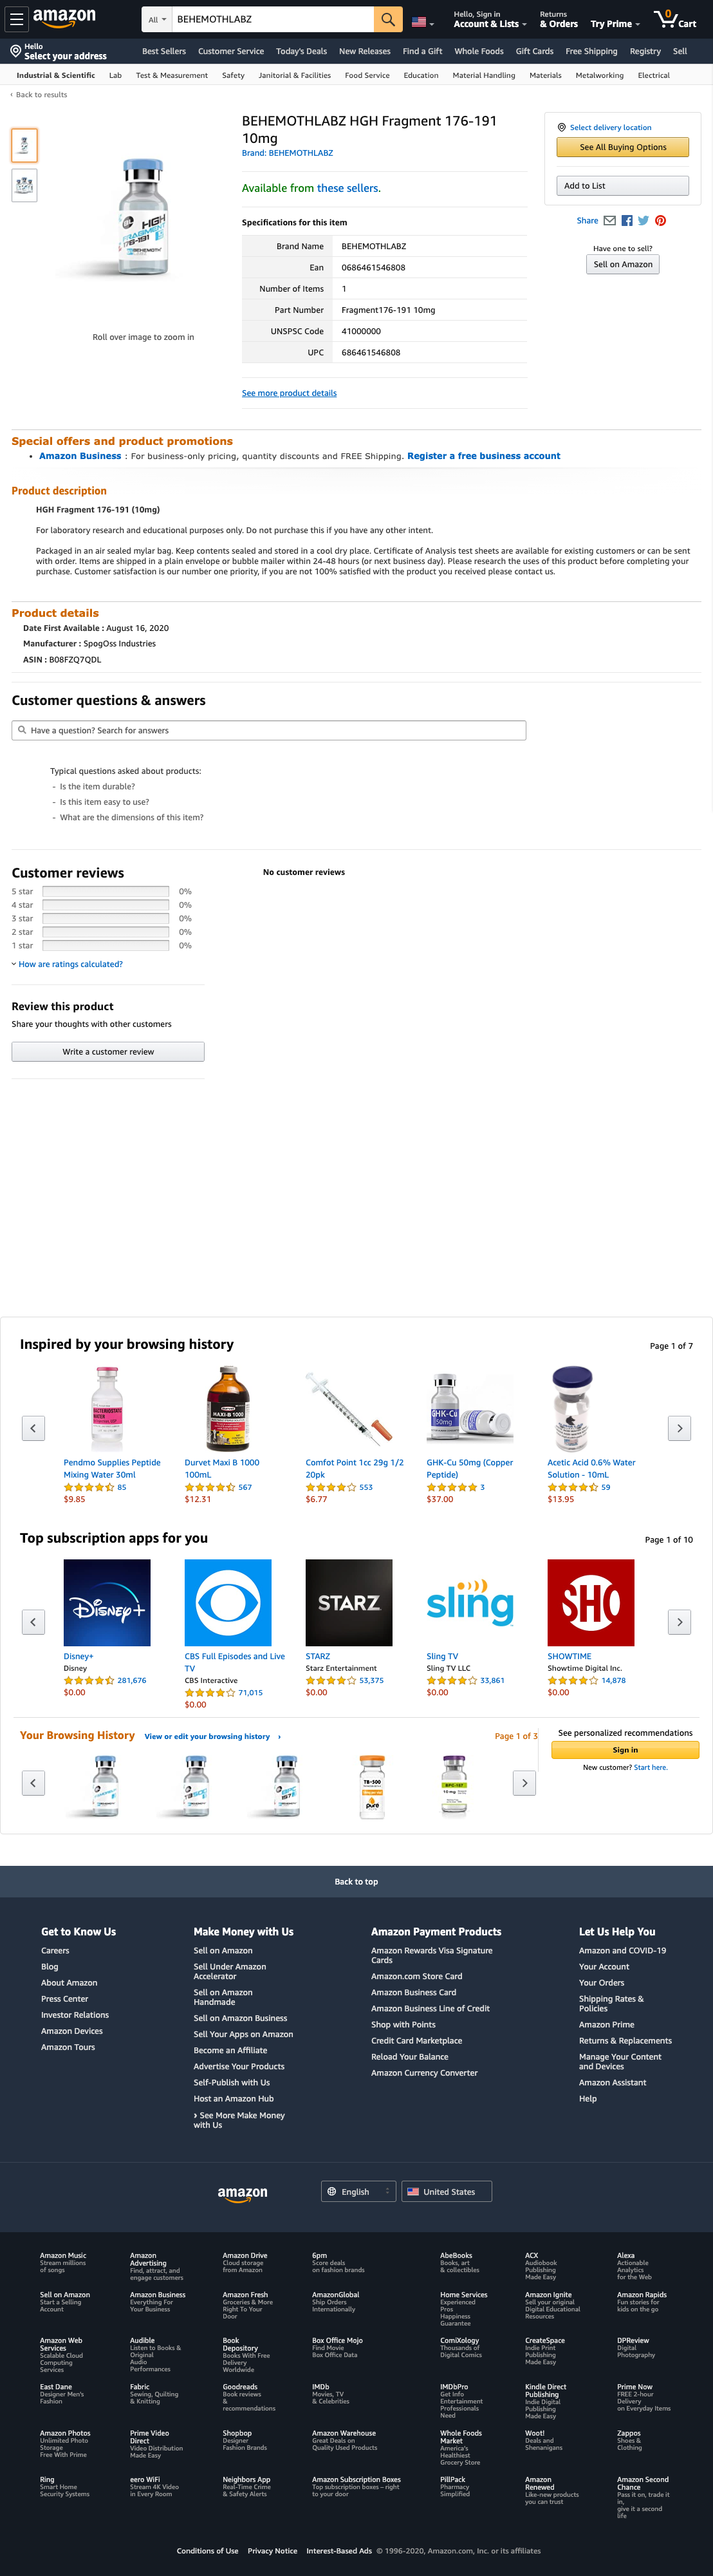 amazon
All
BEHEMOTHLABZ
Hello, Sign in
Account & Lists
Returns
& Orders
Try Prime
0
Cart
Hello
Select your address
Best Sellers
Customer Service
Today's Deals
New Releases
Find a Gift
Whole Foods
Gift Cards
Free Shipping
Registry
Sell
Industrial & Scientific
Lab
Test & Measurement
Safety
Janitorial & Facilities
Food Service
Education
Material Handling
Materials
Metalworking
Electrical
‹ Back to results
HGH
FRAGMENT
176-191
BEHEMOTH
Roll over image to zoom in
BEHEMOTHLABZ HGH Fragment 176-191
10mg
Brand: BEHEMOTHLABZ
Available from these sellers.
Specifications for this item
Brand Name BEHEMOTHLABZ
Ean 0686461546808
Number of Items 1
Part Number Fragment176-191 10mg
UNSPSC Code 41000000
UPC 686461546808
See more product details
Select delivery location
See All Buying Options
Add to List
Share
Have one to sell?
Sell on Amazon
Special offers and product promotions
• Amazon Business : For business-only pricing, quantity discounts and FREE Shipping. Register a free business account
Product description
HGH Fragment 176-191 (10mg)
For laboratory research and educational purposes only. Do not purchase this if you have any other intent.
Packaged in an air sealed mylar bag. Keep contents sealed and stored in a cool dry place. Certificate of Analysis test sheets are available for existing customers or can be sent
with order. Items are shipped in a plain envelope or bubble mailer within 24-48 hours (or next business day). Please research the uses of this product before completing your
purchase. Customer satisfaction is our number one priority, if you are not 100% satisfied with the product you received please contact us.
Product details
Date First Available : August 16, 2020
Manufacturer : SpogOss Industries
ASIN : B08FZQ7QDL
Customer questions & answers
Have a question? Search for answers
Typical questions asked about products:
- Is the item durable?
- Is this item easy to use?
- What are the dimensions of this item?
Customer reviews
5 star 0%
4 star 0%
3 star 0%
2 star 0%
1 star 0%
How are ratings calculated?
No customer reviews
Review this product
Share your thoughts with other customers
Write a customer review
Inspired by your browsing history
Page 1 of 7
MAXI-B 1000
GHK-Cu
50mg
Pendmo Supplies Peptide
Mixing Water 30ml
85
$9.85
Durvet Maxi B 1000
100mL
567
$12.31
Comfot Point 1cc 29g 1/2
20pk
553
$6.77
GHK-Cu 50mg (Copper
Peptide)
3
$37.00
Acetic Acid 0.6% Water
Solution - 10mL
59
$13.95
Top subscription apps for you
Page 1 of 10
Disney+
STARZ
sling
SHO
Disney+
Disney
281,676
$0.00
CBS Full Episodes and Live
TV
CBS Interactive
71,015
$0.00
STARZ
Starz Entertainment
53,375
$0.00
Sling TV
Sling TV LLC
33,861
$0.00
SHOWTIME
Showtime Digital Inc.
14,878
$0.00
Your Browsing History
View or edit your browsing history ›
Page 1 of 3
TB-500
pure
BPC-157
10 mg
See personalized recommendations
Sign in
New customer? Start here.
Back to top
Get to Know Us
Careers
Blog
About Amazon
Press Center
Investor Relations
Amazon Devices
Amazon Tours
Make Money with Us
Sell on Amazon
Sell Under Amazon
Accelerator
Sell on Amazon
Handmade
Sell on Amazon Business
Sell Your Apps on Amazon
Become an Affiliate
Advertise Your Products
Self-Publish with Us
Host an Amazon Hub
› See More Make Money
with Us
Amazon Payment Products
Amazon Rewards Visa Signature
Cards
Amazon.com Store Card
Amazon Business Card
Amazon Business Line of Credit
Shop with Points
Credit Card Marketplace
Reload Your Balance
Amazon Currency Converter
Let Us Help You
Amazon and COVID-19
Your Account
Your Orders
Shipping Rates &
Policies
Amazon Prime
Returns & Replacements
Manage Your Content
and Devices
Amazon Assistant
Help
amazon
English
United States
Amazon Music
Stream millions
of songs
Amazon
Advertising
Find, attract, and
engage customers
Amazon Drive
Cloud storage
from Amazon
6pm
Score deals
on fashion brands
AbeBooks
Books, art
& collectibles
ACX
Audiobook
Publishing
Made Easy
Alexa
Actionable
Analytics
for the Web
Sell on Amazon
Start a Selling
Account
Amazon Business
Everything For
Your Business
Amazon Fresh
Groceries & More
Right To Your
Door
AmazonGlobal
Ship Orders
Internationally
Home Services
Experienced
Pros
Happiness
Guarantee
Amazon Ignite
Sell your original
Digital Educational
Resources
Amazon Rapids
Fun stories for
kids on the go
Amazon Web
Services
Scalable Cloud
Computing
Services
Audible
Listen to Books &
Original
Audio
Performances
Book
Depository
Books With Free
Delivery
Worldwide
Box Office Mojo
Find Movie
Box Office Data
ComiXology
Thousands of
Digital Comics
CreateSpace
Indie Print
Publishing
Made Easy
DPReview
Digital
Photography
East Dane
Designer Men's
Fashion
Fabric
Sewing, Quilting
& Knitting
Goodreads
Book reviews
&
recommendations
IMDb
Movies, TV
& Celebrities
IMDbPro
Get Info
Entertainment
Professionals
Need
Kindle Direct
Publishing
Indie Digital
Publishing
Made Easy
Prime Now
FREE 2-hour
Delivery
on Everyday Items
Amazon Photos
Unlimited Photo
Storage
Free With Prime
Prime Video
Direct
Video Distribution
Made Easy
Shopbop
Designer
Fashion Brands
Amazon Warehouse
Great Deals on
Quality Used Products
Whole Foods
Market
America's
Healthiest
Grocery Store
Woot!
Deals and
Shenanigans
Zappos
Shoes &
Clothing
Ring
Smart Home
Security Systems
eero WiFi
Stream 4K Video
in Every Room
Neighbors App
Real-Time Crime
& Safety Alerts
Amazon Subscription Boxes
Top subscription boxes – right
to your door
PillPack
Pharmacy
Simplified
Amazon
Renewed
Like-new products
you can trust
Amazon Second
Chance
Pass it on, trade it
in,
give it a second
life
Conditions of Use
Privacy Notice
Interest-Based Ads
© 1996-2020, Amazon.com, Inc. or its affiliates